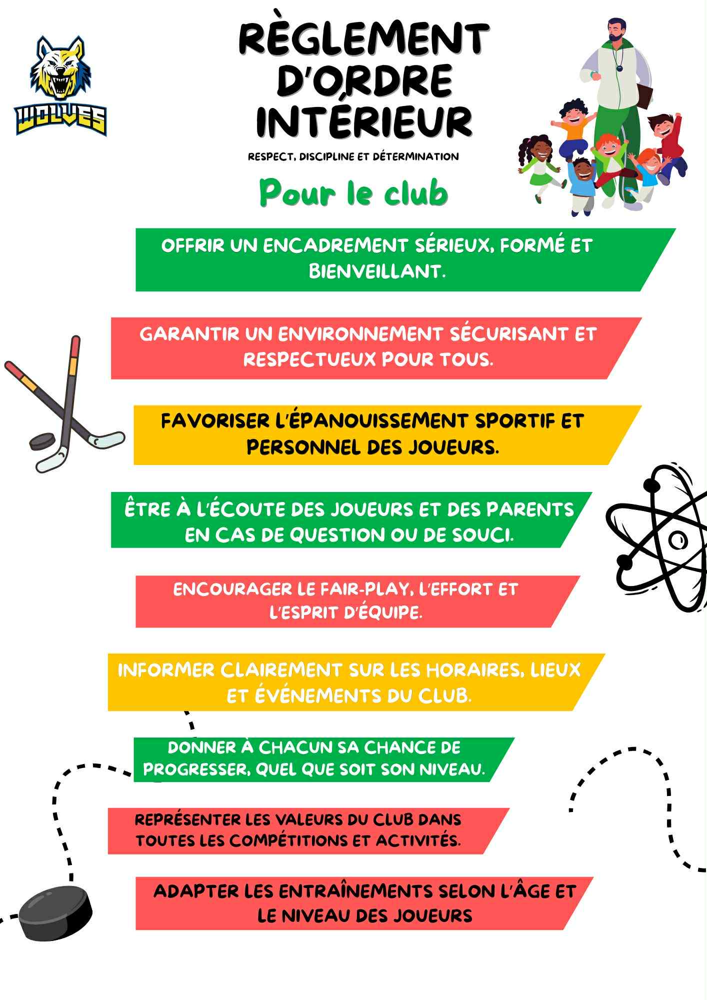 WOLVES
RÈGLEMENT
D'ORDRE
INTÉRIEUR
RESPECT, DISCIPLINE ET DÉTERMINATION
Pour le club
OFFRIR UN ENCADREMENT SÉRIEUX, FORMÉ ET
BIENVEILLANT.
GARANTIR UN ENVIRONNEMENT SÉCURISANT ET
RESPECTUEUX POUR TOUS.
FAVORISER L'ÉPANOUISSEMENT SPORTIF ET
PERSONNEL DES JOUEURS.
ÊTRE À L'ÉCOUTE DES JOUEURS ET DES PARENTS
EN CAS DE QUESTION OU DE SOUCI.
ENCOURAGER LE FAIR-PLAY, L'EFFORT ET
L'ESPRIT D'ÉQUIPE.
INFORMER CLAIREMENT SUR LES HORAIRES, LIEUX
ET ÉVÉNEMENTS DU CLUB.
DONNER À CHACUN SA CHANCE DE
PROGRESSER, QUEL QUE SOIT SON NIVEAU.
REPRÉSENTER LES VALEURS DU CLUB DANS
TOUTES LES COMPÉTITIONS ET ACTIVITÉS.
ADAPTER LES ENTRAÎNEMENTS SELON L'ÂGE ET
LE NIVEAU DES JOUEURS